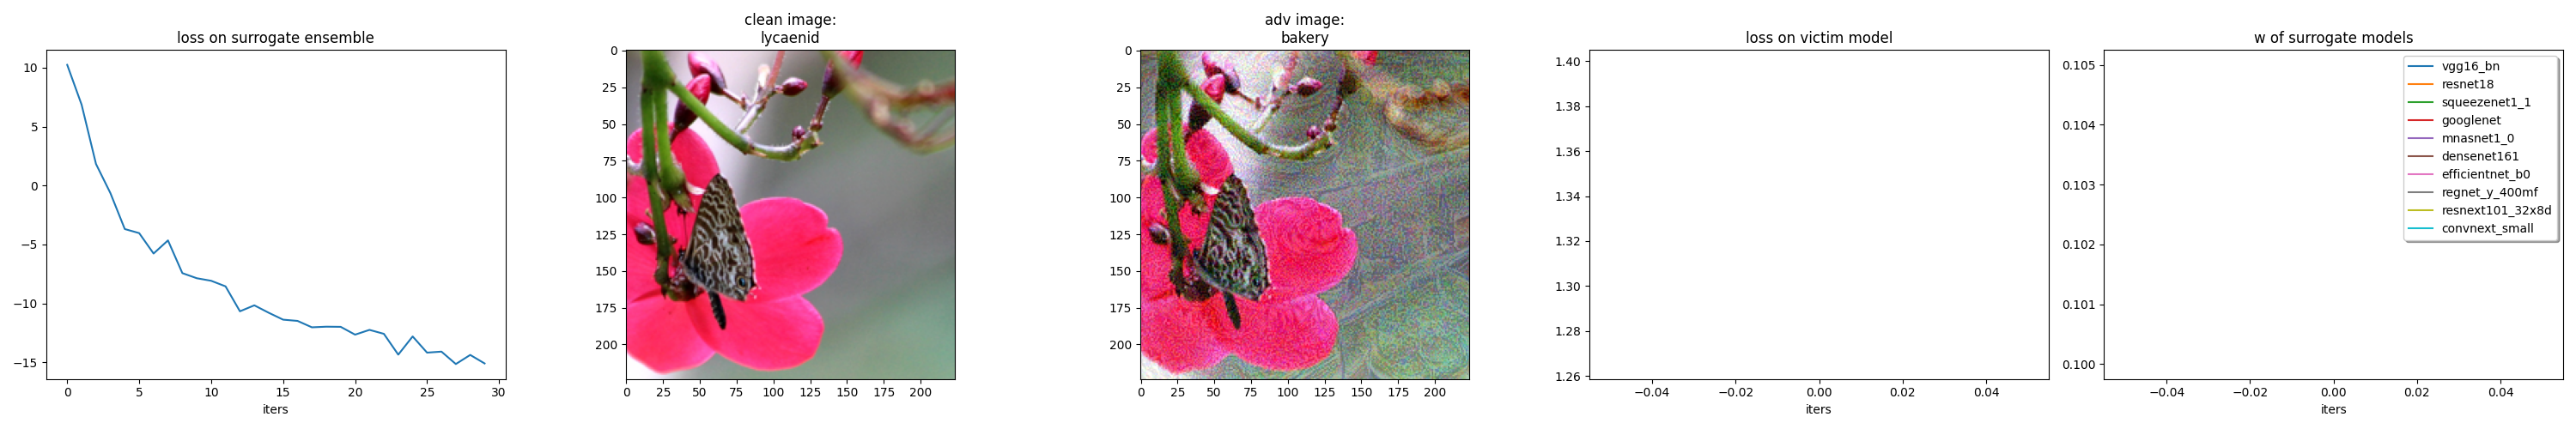 loss on surrogate ensemble
10
5
0
−5
−10
−15
0 5 10 15 20 25 30
iters
clean image:
lycaenid
0
25
50
75
100
125
150
175
200
0 25 50 75 100 125 150 175 200
adv image:
bakery
0
25
50
75
100
125
150
175
200
0 25 50 75 100 125 150 175 200
loss on victim model
1.40
1.38
1.36
1.34
1.32
1.30
1.28
1.26
−0.04 −0.02 0.00 0.02 0.04
iters
w of surrogate models
0.105
0.104
0.103
0.102
0.101
0.100
vgg16_bn
resnet18
squeezenet1_1
googlenet
mnasnet1_0
densenet161
efficientnet_b0
regnet_y_400mf
resnext101_32x8d
convnext_small
−0.04 −0.02 0.00 0.02 0.04
iters